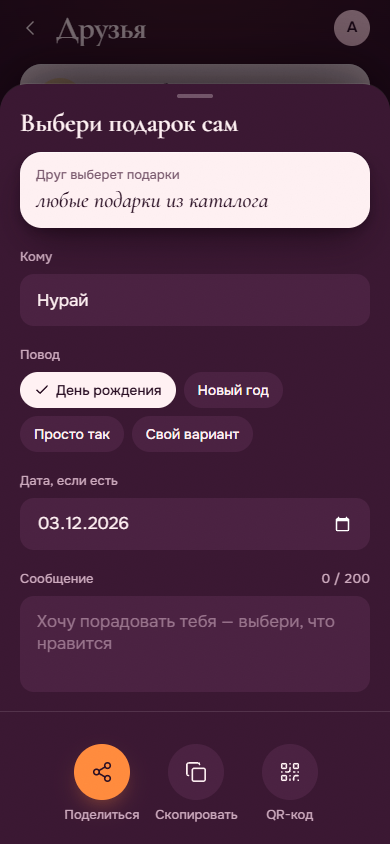 Друзья
A
Выбери подарок сам
Друг выберет подарки
любые подарки из каталога
Кому
Нурай
Повод
День рождения
Новый год
Просто так
Свой вариант
Дата, если есть
03.12.2026
Сообщение
0 / 200
Хочу порадовать тебя — выбери, что
нравится
Поделиться
Скопировать
QR-код